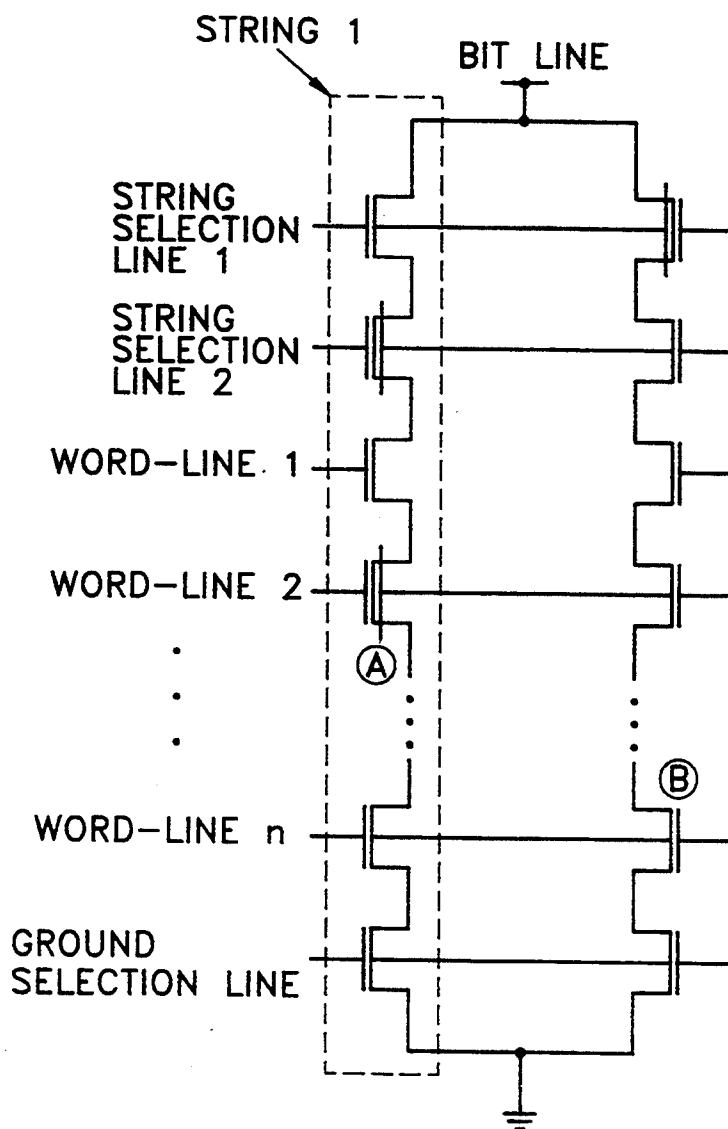 STRING 1
BIT LINE
STRING
SELECTION
LINE 1
STRING
SELECTION
LINE 2
WORD-LINE 1
WORD-LINE 2
A
B
WORD-LINE n
GROUND
SELECTION LINE